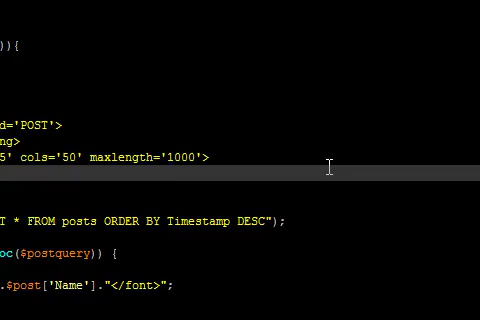 )){
d='POST'>
ng>
5' cols='50' maxlength='1000'>
T * FROM posts ORDER BY Timestamp DESC");
oc($postquery)) {
.$post['Name']."</font>";